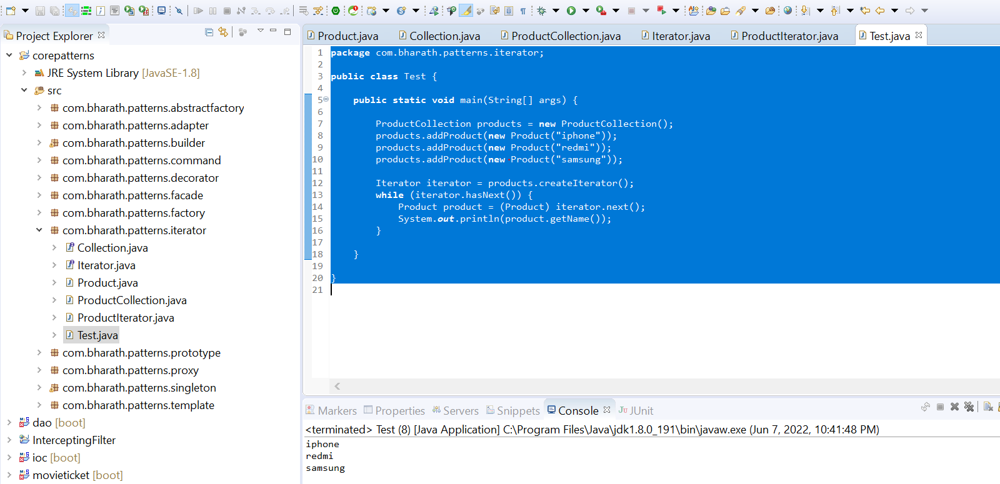 Project Explorer
corepatterns
JRE System Library [JavaSE-1.8]
src
com.bharath.patterns.abstractfactory
com.bharath.patterns.adapter
com.bharath.patterns.builder
com.bharath.patterns.command
com.bharath.patterns.decorator
com.bharath.patterns.facade
com.bharath.patterns.factory
com.bharath.patterns.iterator
Collection.java
Iterator.java
Product.java
ProductCollection.java
ProductIterator.java
Test.java
com.bharath.patterns.prototype
com.bharath.patterns.proxy
com.bharath.patterns.singleton
com.bharath.patterns.template
dao [boot]
InterceptingFilter
ioc [boot]
movieticket [boot]
Product.java Collection.java ProductCollection.java Iterator.java ProductIterator.java Test.java
1 package com.bharath.patterns.iterator;
2
3 public class Test {
4
5 public static void main(String[] args) {
6
7 ProductCollection products = new ProductCollection();
8 products.addProduct(new Product("iphone"));
9 products.addProduct(new Product("redmi"));
10 products.addProduct(new Product("samsung"));
11
12 Iterator iterator = products.createIterator();
13 while (iterator.hasNext()) {
14 Product product = (Product) iterator.next();
15 System.out.println(product.getName());
16 }
17
18 }
19
20 }
21
Markers Properties Servers Snippets Console JUnit
<terminated> Test (8) [Java Application] C:\Program Files\Java\jdk1.8.0_191\bin\javaw.exe (Jun 7, 2022, 10:41:48 PM)
iphone
redmi
samsung